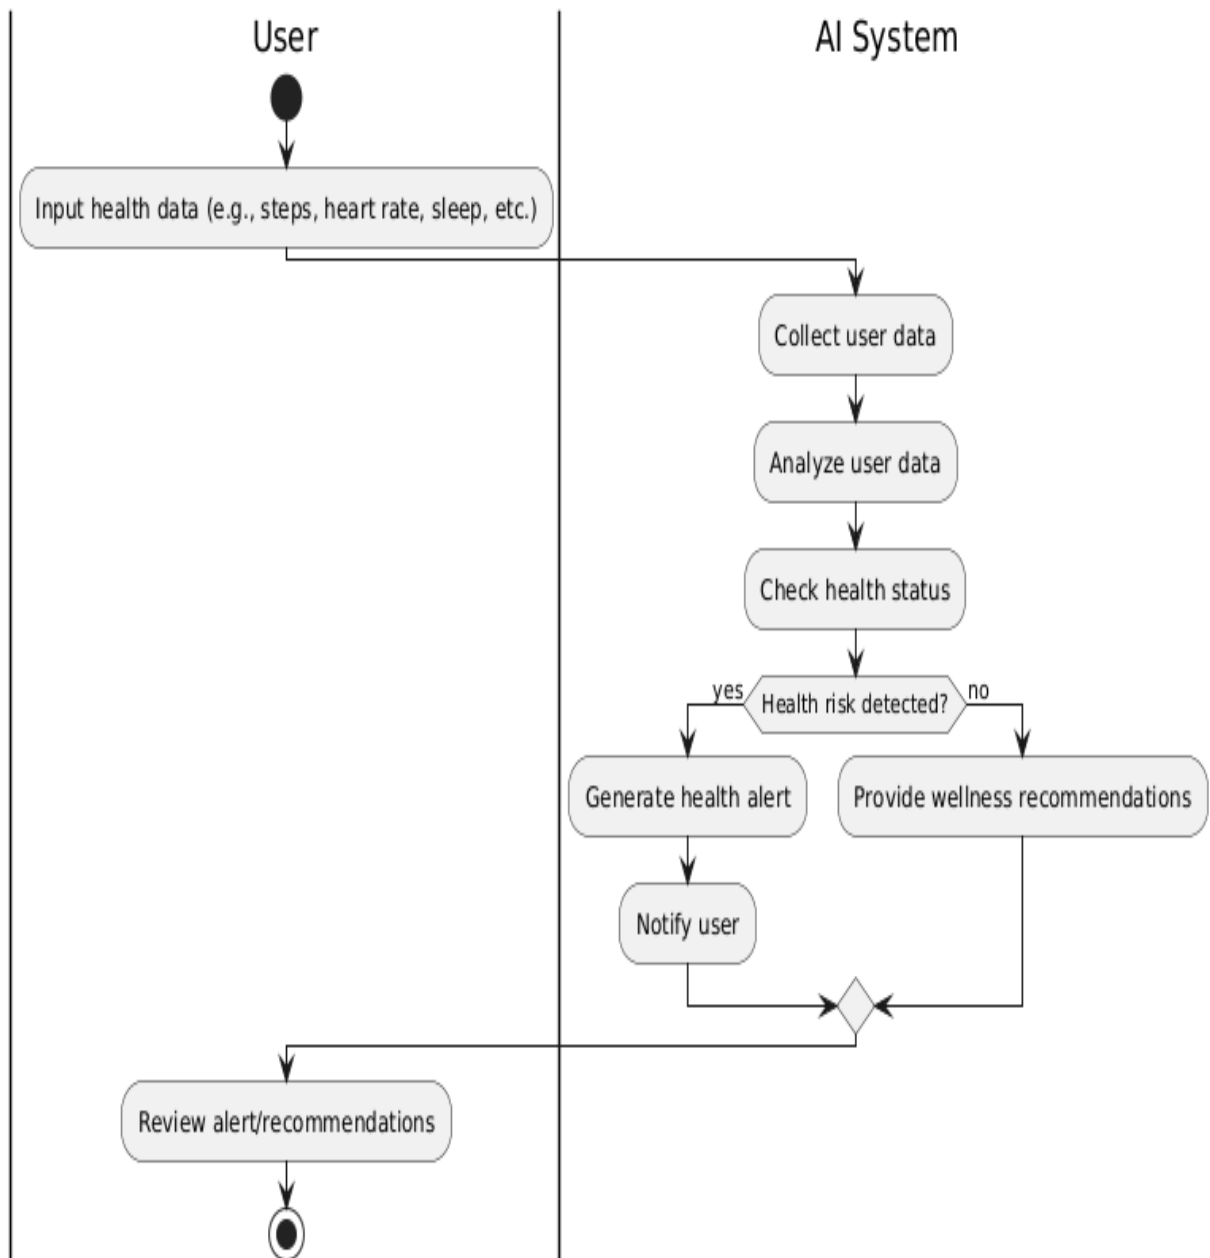 User
AI System
Input health data (e.g., steps, heart rate, sleep, etc.)
Collect user data
Analyze user data
Check health status
yes
Health risk detected?
no
Generate health alert
Provide wellness recommendations
Notify user
Review alert/recommendations